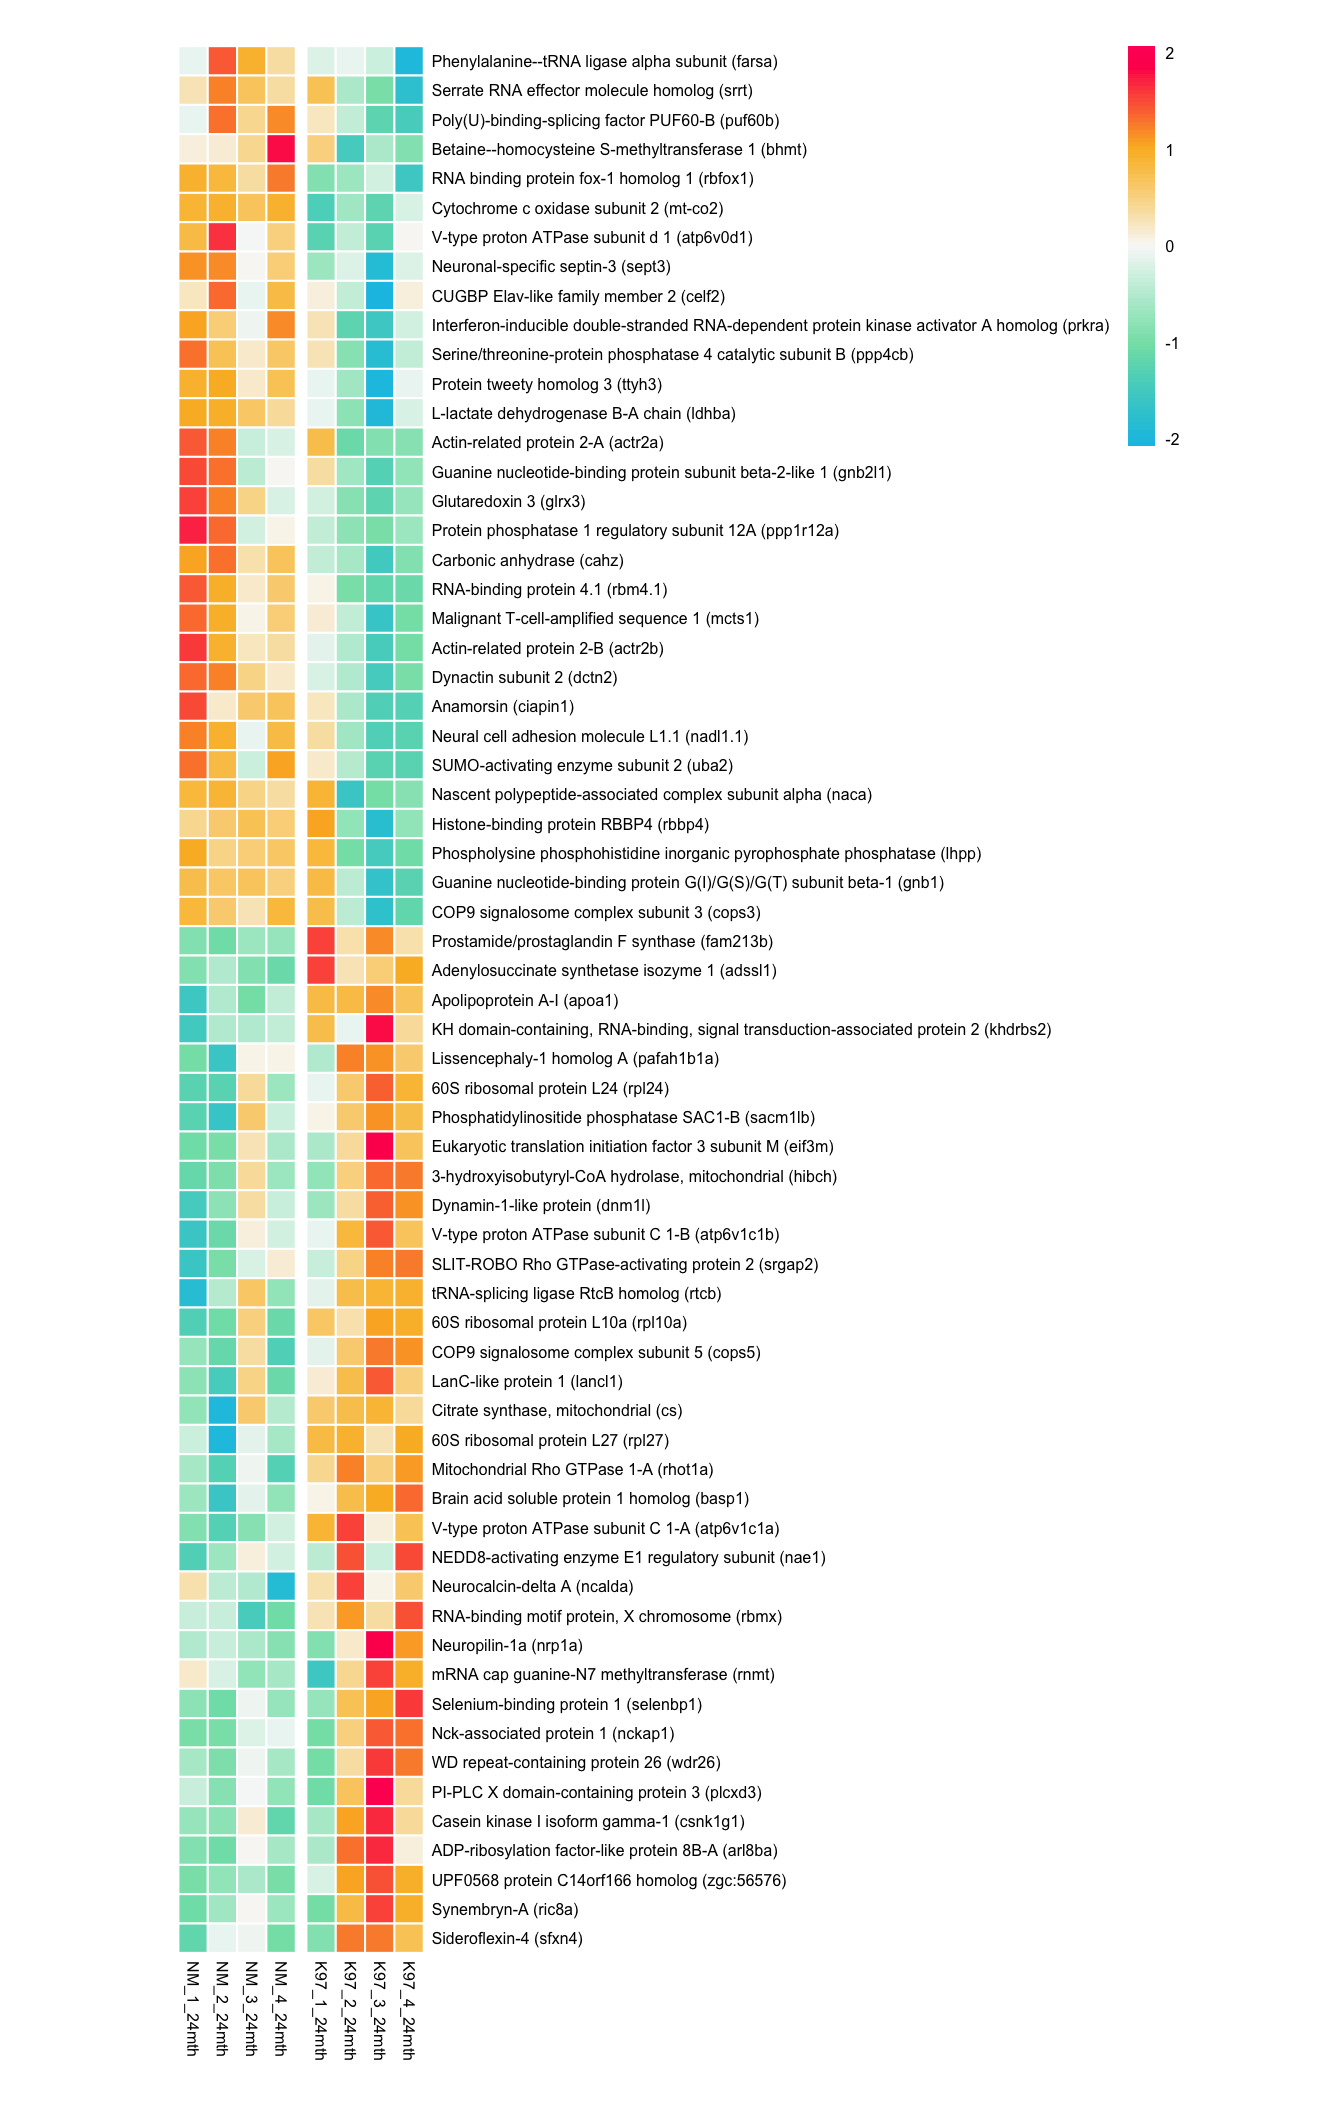 Phenylalanine--tRNA ligase alpha subunit (farsa)
Serrate RNA effector molecule homolog (srrt)
Poly(U)-binding-splicing factor PUF60-B (puf60b)
Betaine--homocysteine S-methyltransferase 1 (bhmt)
RNA binding protein fox-1 homolog 1 (rbfox1)
Cytochrome c oxidase subunit 2 (mt-co2)
V-type proton ATPase subunit d 1 (atp6v0d1)
Neuronal-specific septin-3 (sept3)
CUGBP Elav-like family member 2 (celf2)
Interferon-inducible double-stranded RNA-dependent protein kinase activator A homolog (prkra)
Serine/threonine-protein phosphatase 4 catalytic subunit B (ppp4cb)
Protein tweety homolog 3 (ttyh3)
L-lactate dehydrogenase B-A chain (ldhba)
Actin-related protein 2-A (actr2a)
Guanine nucleotide-binding protein subunit beta-2-like 1 (gnb2l1)
Glutaredoxin 3 (glrx3)
Protein phosphatase 1 regulatory subunit 12A (ppp1r12a)
Carbonic anhydrase (cahz)
RNA-binding protein 4.1 (rbm4.1)
Malignant T-cell-amplified sequence 1 (mcts1)
Actin-related protein 2-B (actr2b)
Dynactin subunit 2 (dctn2)
Anamorsin (ciapin1)
Neural cell adhesion molecule L1.1 (nadl1.1)
SUMO-activating enzyme subunit 2 (uba2)
Nascent polypeptide-associated complex subunit alpha (naca)
Histone-binding protein RBBP4 (rbbp4)
Phospholysine phosphohistidine inorganic pyrophosphate phosphatase (lhpp)
Guanine nucleotide-binding protein G(I)/G(S)/G(T) subunit beta-1 (gnb1)
COP9 signalosome complex subunit 3 (cops3)
Prostamide/prostaglandin F synthase (fam213b)
Adenylosuccinate synthetase isozyme 1 (adssl1)
Apolipoprotein A-I (apoa1)
KH domain-containing, RNA-binding, signal transduction-associated protein 2 (khdrbs2)
Lissencephaly-1 homolog A (pafah1b1a)
60S ribosomal protein L24 (rpl24)
Phosphatidylinositide phosphatase SAC1-B (sacm1lb)
Eukaryotic translation initiation factor 3 subunit M (eif3m)
3-hydroxyisobutyryl-CoA hydrolase, mitochondrial (hibch)
Dynamin-1-like protein (dnm1l)
V-type proton ATPase subunit C 1-B (atp6v1c1b)
SLIT-ROBO Rho GTPase-activating protein 2 (srgap2)
tRNA-splicing ligase RtcB homolog (rtcb)
60S ribosomal protein L10a (rpl10a)
COP9 signalosome complex subunit 5 (cops5)
LanC-like protein 1 (lancl1)
Citrate synthase, mitochondrial (cs)
60S ribosomal protein L27 (rpl27)
Mitochondrial Rho GTPase 1-A (rhot1a)
Brain acid soluble protein 1 homolog (basp1)
V-type proton ATPase subunit C 1-A (atp6v1c1a)
NEDD8-activating enzyme E1 regulatory subunit (nae1)
Neurocalcin-delta A (ncalda)
RNA-binding motif protein, X chromosome (rbmx)
Neuropilin-1a (nrp1a)
mRNA cap guanine-N7 methyltransferase (rnmt)
Selenium-binding protein 1 (selenbp1)
Nck-associated protein 1 (nckap1)
WD repeat-containing protein 26 (wdr26)
PI-PLC X domain-containing protein 3 (plcxd3)
Casein kinase I isoform gamma-1 (csnk1g1)
ADP-ribosylation factor-like protein 8B-A (arl8ba)
UPF0568 protein C14orf166 homolog (zgc:56576)
Synembryn-A (ric8a)
Sideroflexin-4 (sfxn4)
NM_1_24mth
NM_2_24mth
NM_3_24mth
NM_4_24mth
K97_1_24mth
K97_2_24mth
K97_3_24mth
K97_4_24mth
2
1
0
-1
-2